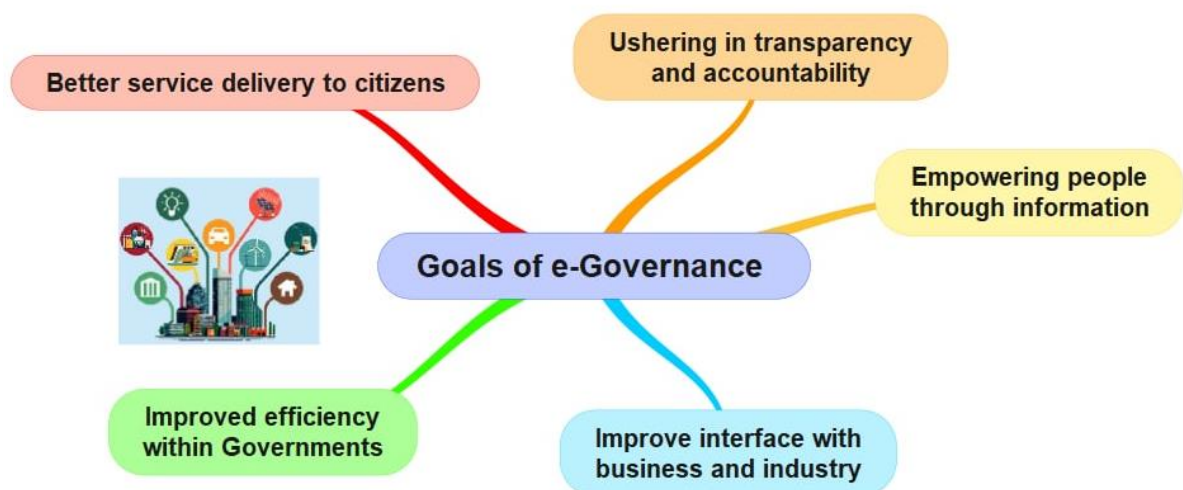 Better service delivery to citizens
Ushering in transparency
and accountability
Empowering people
through information
Goals of e-Governance
Improved efficiency
within Governments
Improve interface with
business and industry